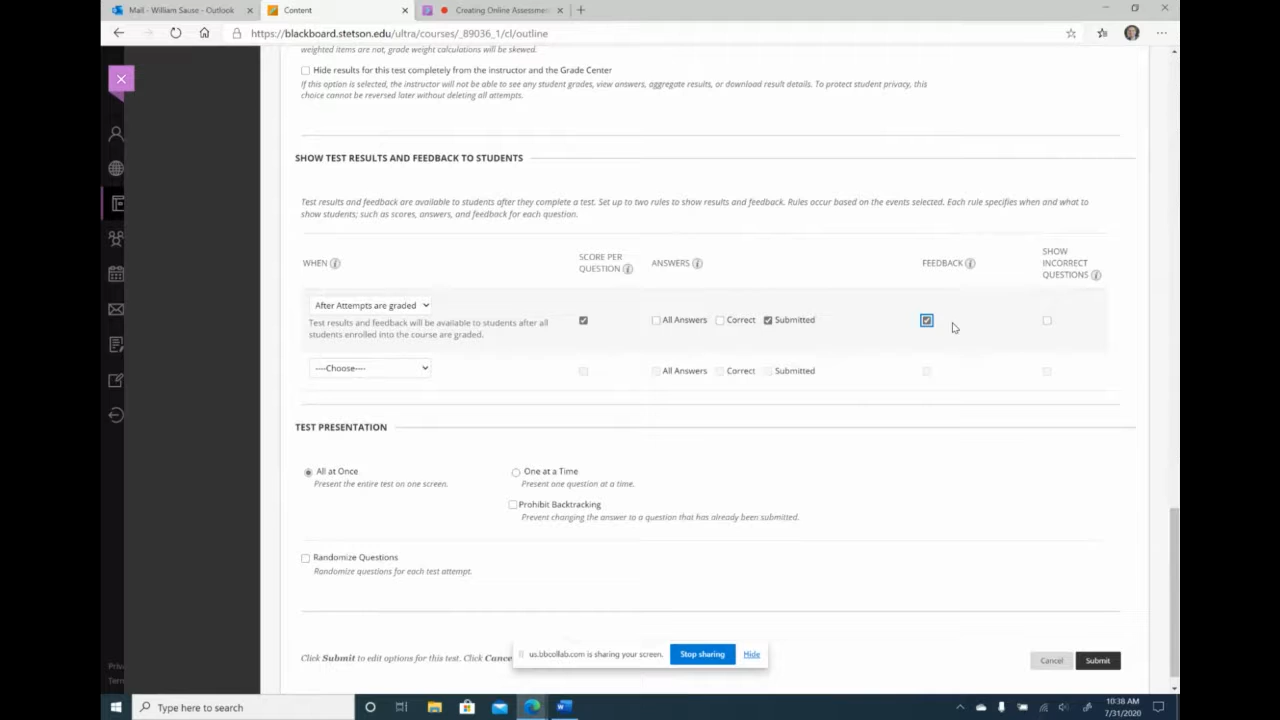 Mail - William Sause - Outlook
Content
Creating Online Assessmen
https://blackboard.stetson.edu/ultra/courses/_89036_1/cl/outline
weighted items are not, grade weight calculations will be skewed.
Hide results for this test completely from the instructor and the Grade Center
If this option is selected, the instructor will not be able to see any student grades, view answers, aggregate results, or download result details. To protect student privacy, this
choice cannot be reversed later without deleting all attempts.
SHOW TEST RESULTS AND FEEDBACK TO STUDENTS
Test results and feedback are available to students after they complete a test. Set up to two rules to show results and feedback. Rules occur based on the events selected. Each rule specifies when and what to
show students; such as scores, answers, and feedback for each question.
WHEN
SCORE PER
QUESTION
ANSWERS
FEEDBACK
SHOW
INCORRECT
QUESTIONS
After Attempts are graded
Test results and feedback will be available to students after all
students enrolled into the course are graded.
All Answers Correct Submitted
----Choose----
All Answers Correct Submitted
TEST PRESENTATION
All at Once
Present the entire test on one screen.
One at a Time
Present one question at a time.
Prohibit Backtracking
Prevent changing the answer to a question that has already been submitted.
Randomize Questions
Randomize questions for each test attempt.
Click Submit to edit options for this test. Click Cance
us.bbcollab.com is sharing your screen.
Stop sharing
Hide
Cancel
Submit
Priv
Term
Type here to search
10:38 AM
7/31/2020